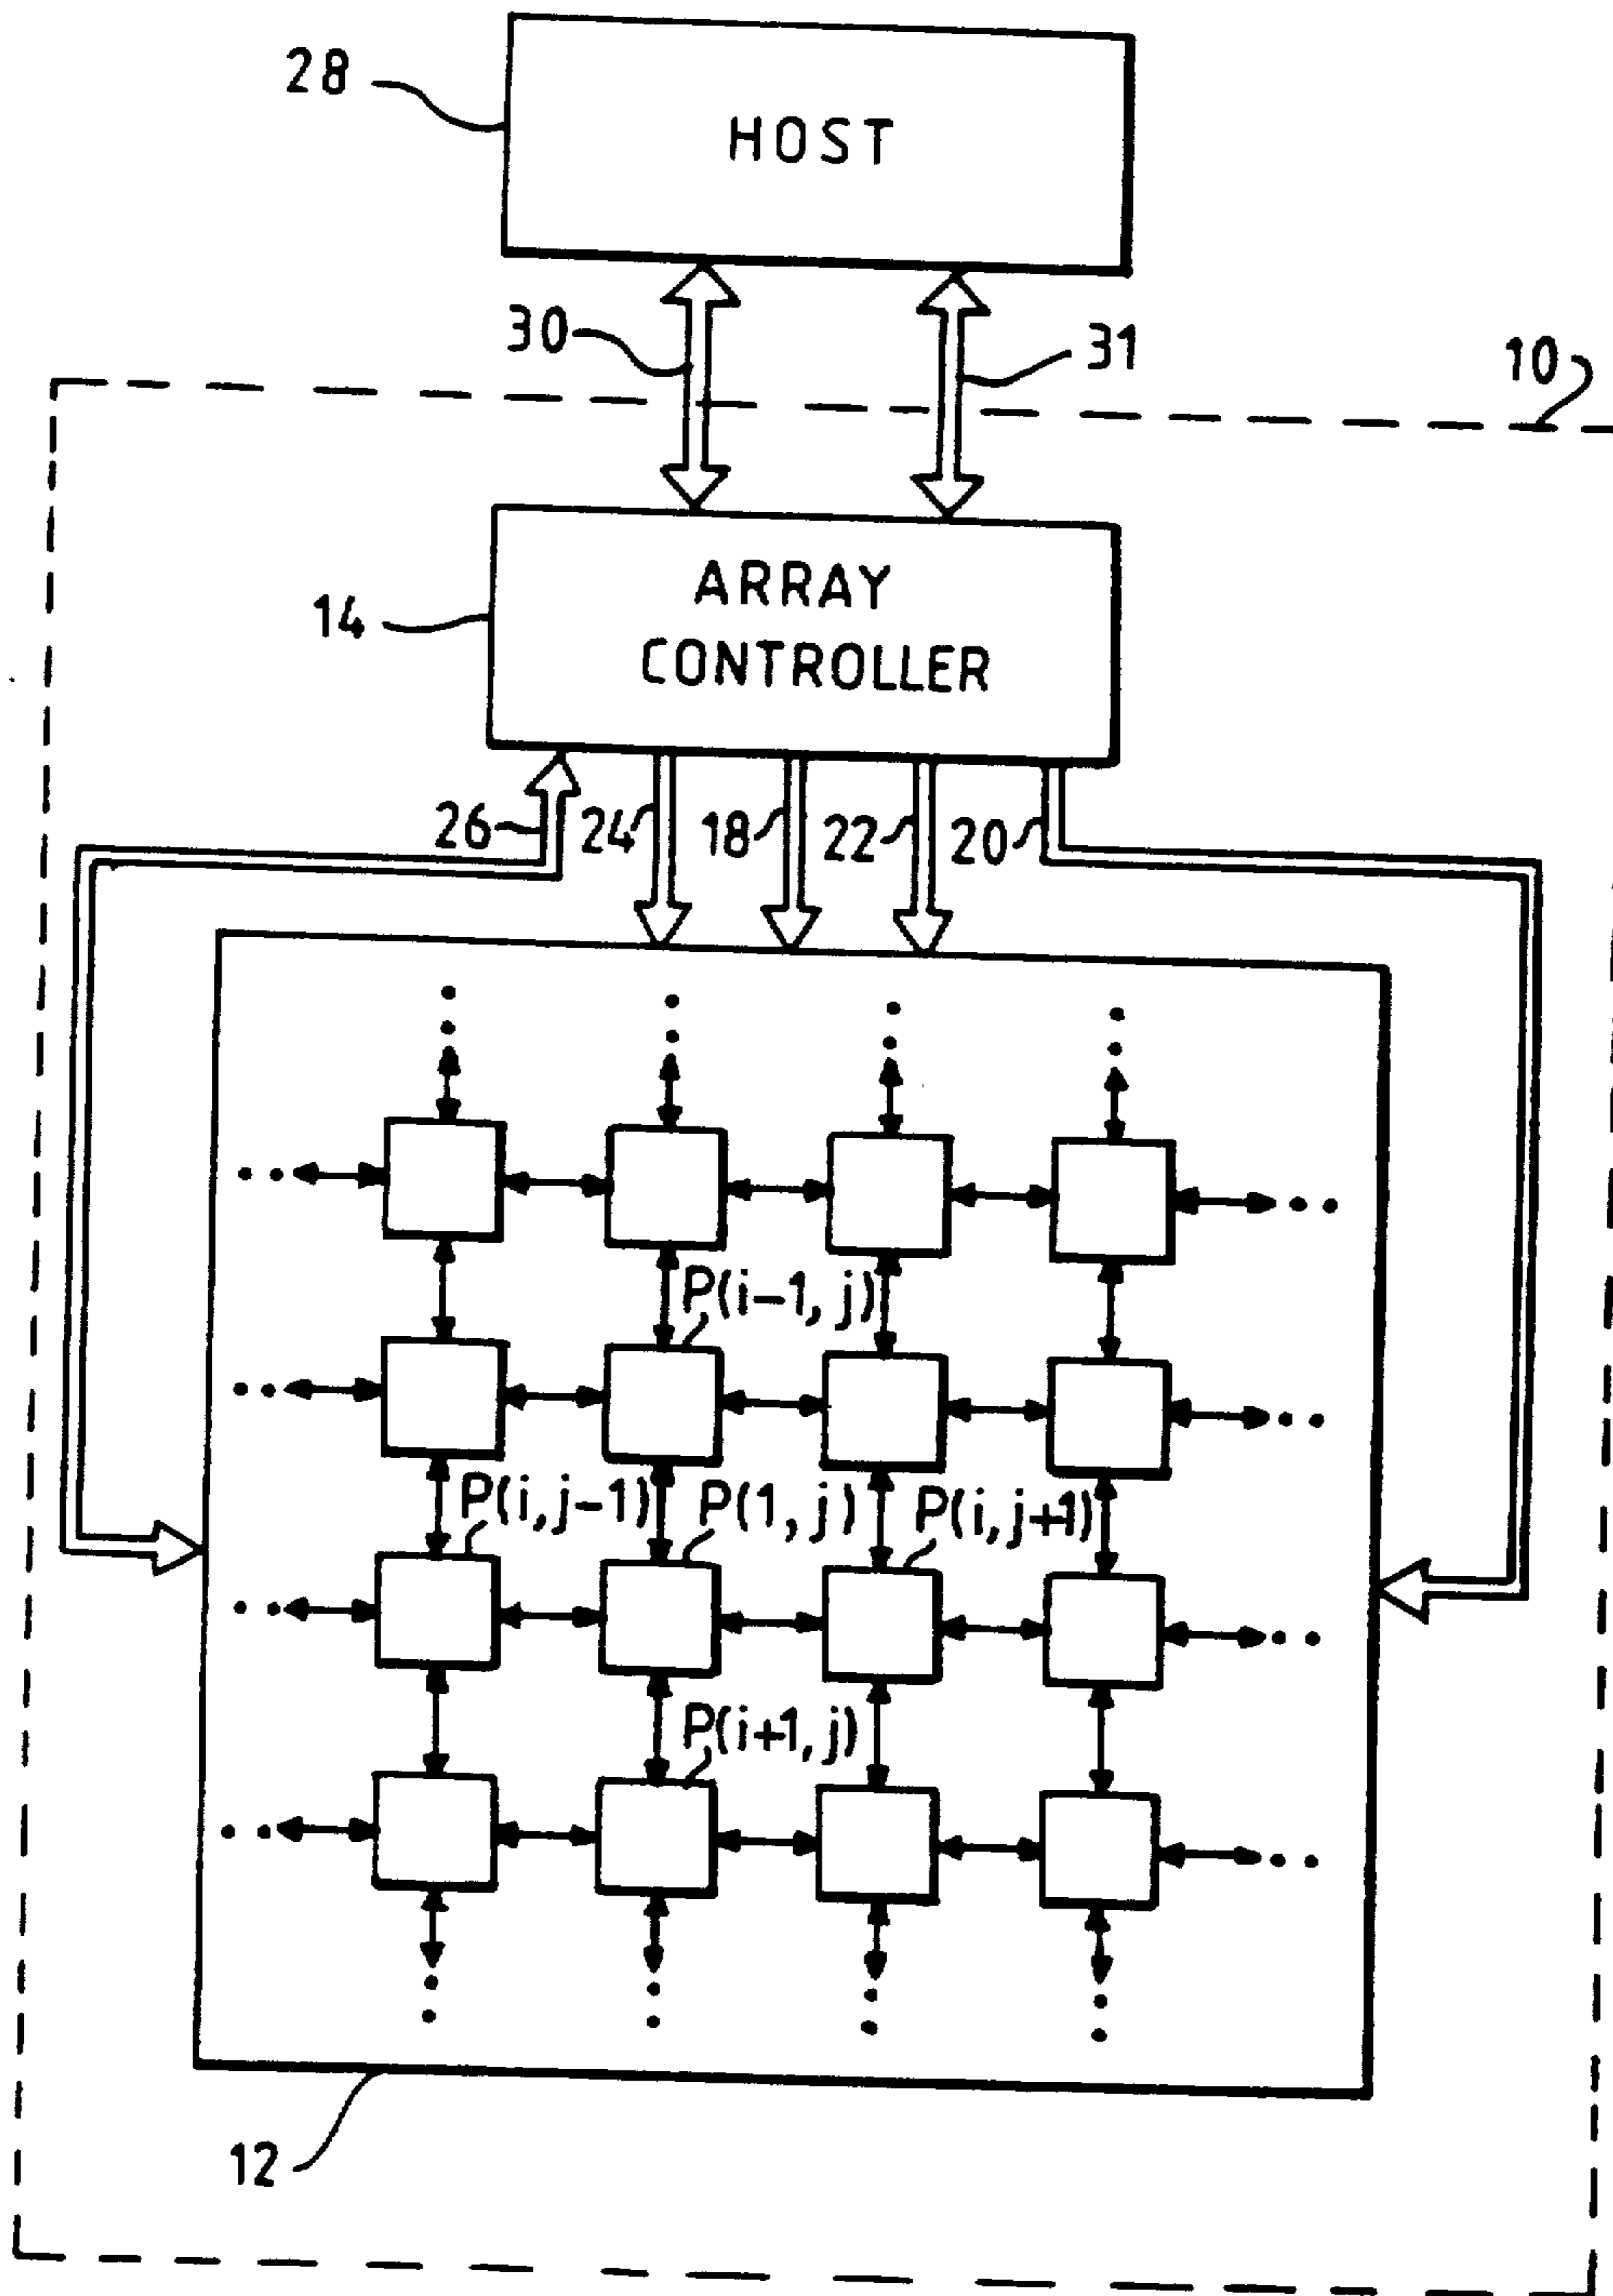 28
HOST
30
31
10
14
ARRAY
CONTROLLER
26
24
18
22
20
P(i-1, j)
P(i, j-1)
P(1, j)
P(i, j+1)
P(i+1, j)
12